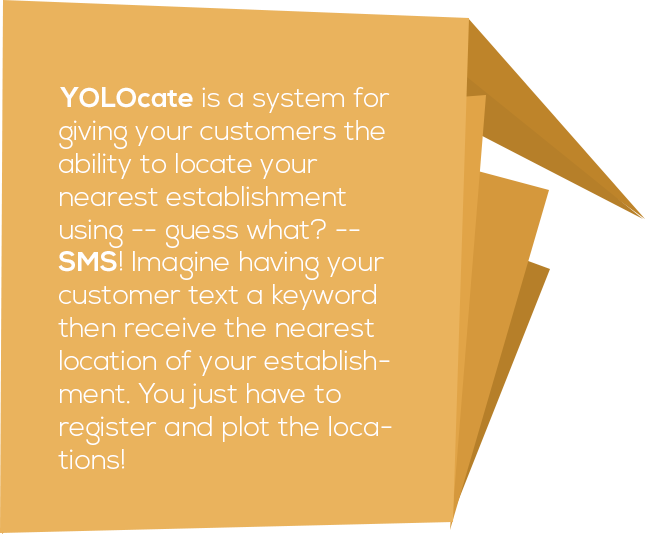 YOLOcate is a system for
giving your customers the
ability to locate your
nearest establishment
using -- guess what? --
SMS! Imagine having your
customer text a keyword
then receive the nearest
location of your establish-
ment. You just have to
register and plot the loca-
tions!